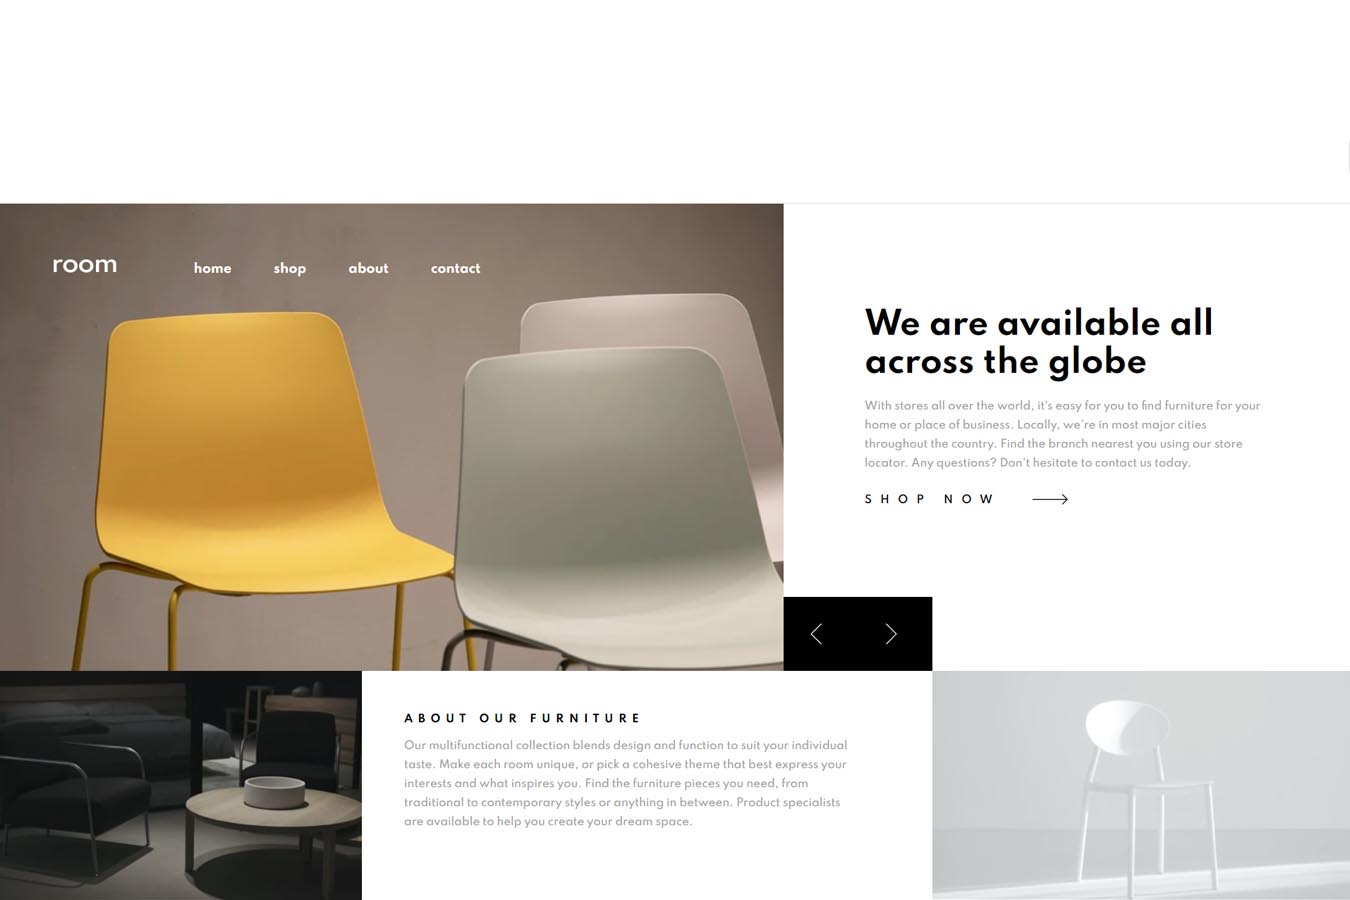 room
home shop about contact
We are available all
across the globe
With stores all over the world, it's easy for you to find furniture for your
home or place of business. Locally, we're in most major cities
throughout the country. Find the branch nearest you using our store
locator. Any questions? Don't hesitate to contact us today.
SHOP NOW
ABOUT OUR FURNITURE
Our multifunctional collection blends design and function to suit your individual
taste. Make each room unique, or pick a cohesive theme that best express your
interests and what inspires you. Find the furniture pieces you need, from
traditional to contemporary styles or anything in between. Product specialists
are available to help you create your dream space.